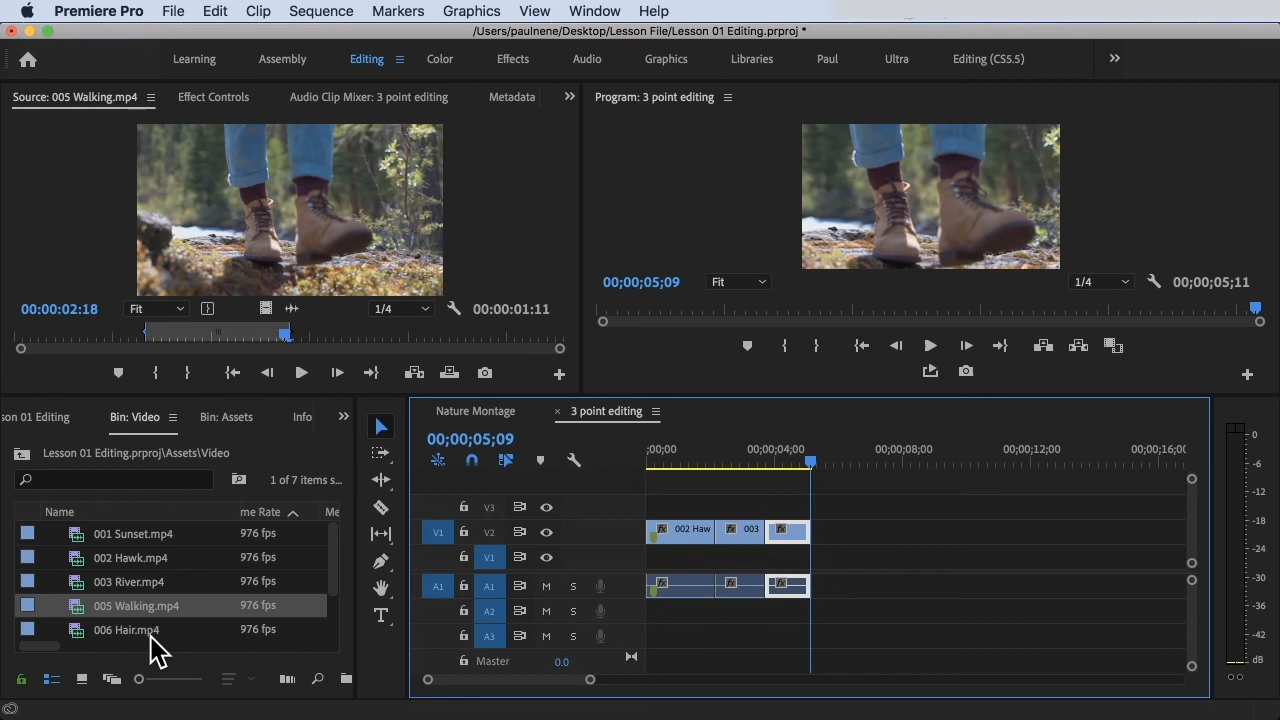 Premiere Pro File Edit Clip Sequence Markers Graphics View Window Help
/Users/paulnene/Desktop/Lesson File/Lesson 01 Editing.prproj *
Learning Assembly Editing Color Effects Audio Graphics Libraries Paul Ultra Editing (CS5.5)
Source: 005 Walking.mp4 Effect Controls Audio Clip Mixer: 3 point editing Metadata
Program: 3 point editing
00:00:02:18 Fit 1/4 00:00:01:11
00;00;05;09 Fit 1/4 00;00;05;11
son 01 Editing Bin: Video Bin: Assets Info
Lesson 01 Editing.prproj\Assets\Video
1 of 7 items s...
Name me Rate Me
001 Sunset.mp4 976 fps
002 Hawk.mp4 976 fps
003 River.mp4 976 fps
005 Walking.mp4 976 fps
006 Hair.mp4 976 fps
Nature Montage × 3 point editing
00;00;05;09
;00;00 00;00;04;00 00;00;08;00 00;00;12;00 00;00;16;00
V3
V1 V2 fx 002 Haw fx 003 fx
V1
A1 A1 M S fx fx fx
A2 M S
A3 M S
Master 0.0
0
-6
-12
-18
-24
-30
-36
-42
dB
S S